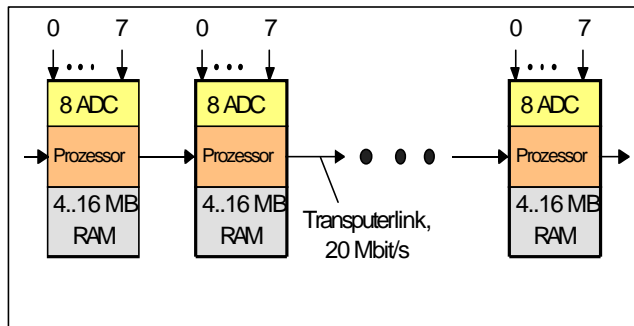 0 7 0 7 0 7
8 ADC 8 ADC 8 ADC
Prozessor Prozessor Prozessor
4..16 MB 4..16 MB 4..16 MB
RAM RAM RAM
Transputerlink,
20 Mbit/s